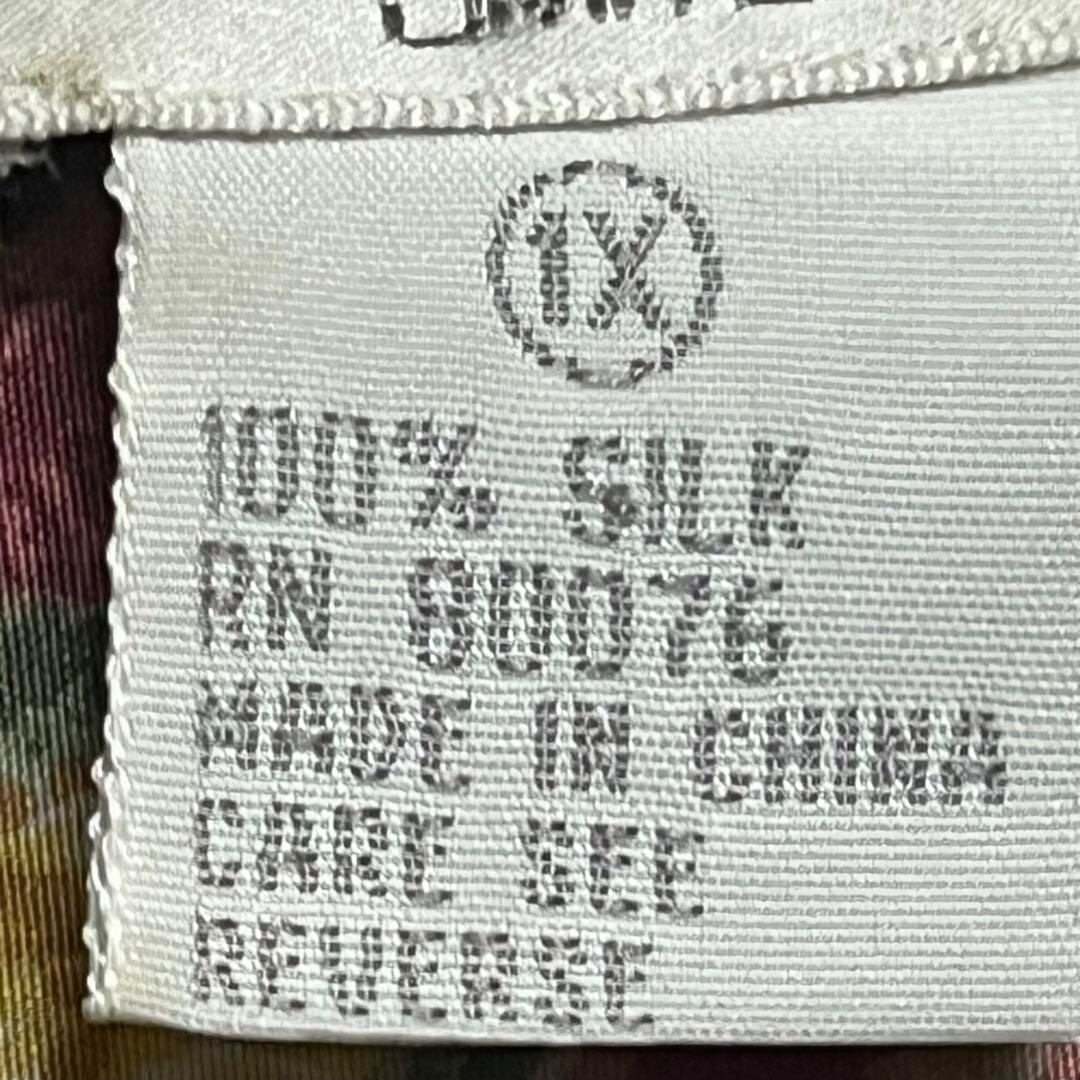 1X
100% SILK
RN 80076
MADE IN CHINA
CARE SEE
REVERSE